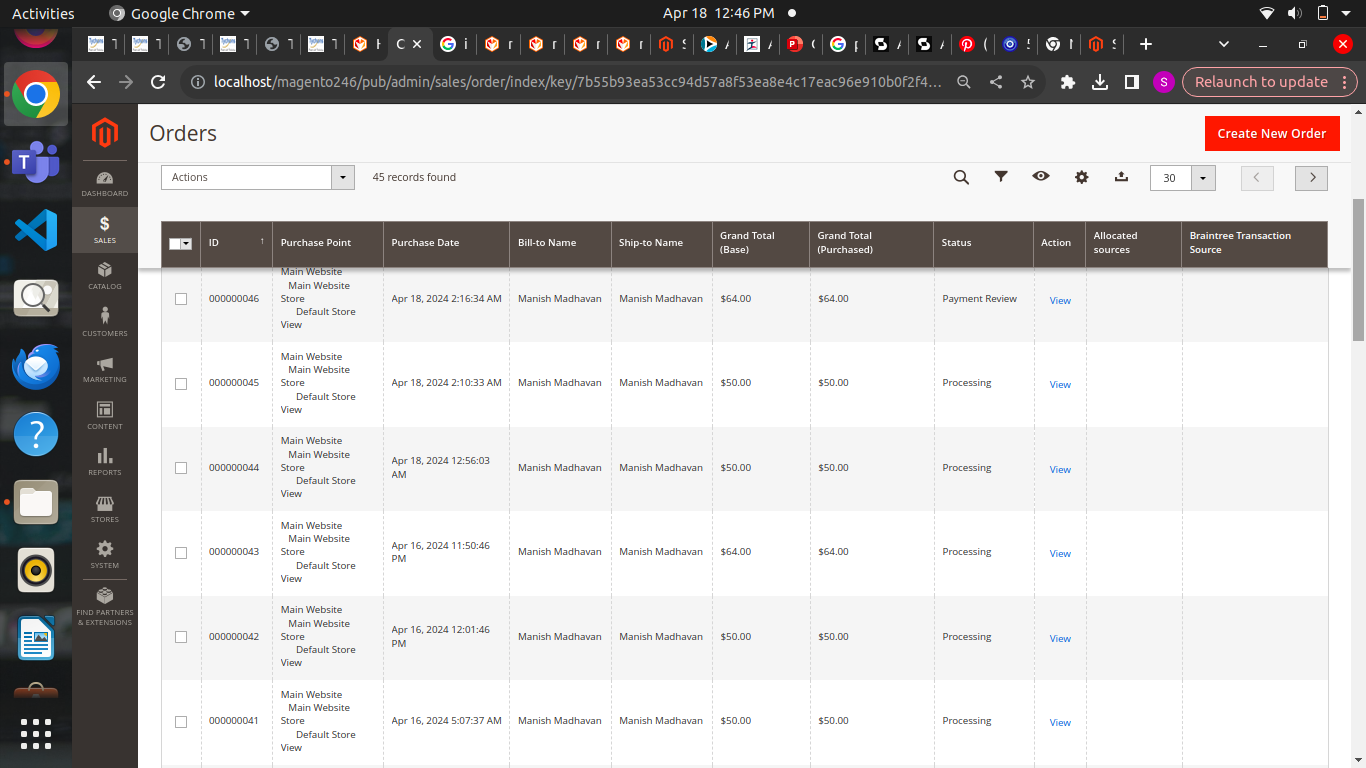 Activities
Google Chrome
Apr 18 12:46 PM
localhost/magento246/pub/admin/sales/order/index/key/7b55b93ea53cc94d57a8f53ea8e4c17eac96e910b0f2f4...
S
Relaunch to update
Orders
Create New Order
Actions
45 records found
30
DASHBOARD
SALES
CATALOG
CUSTOMERS
MARKETING
CONTENT
REPORTS
STORES
SYSTEM
FIND PARTNERS
& EXTENSIONS
ID ↑ Purchase Point Purchase Date Bill-to Name Ship-to Name Grand Total (Base) Grand Total (Purchased) Status Action Allocated sources Braintree Transaction Source
Main Website
Main Website
Store
000000046 Apr 18, 2024 2:16:34 AM Manish Madhavan Manish Madhavan $64.00 $64.00 Payment Review View
Default Store
View
Main Website
Main Website
Store
000000045 Apr 18, 2024 2:10:33 AM Manish Madhavan Manish Madhavan $50.00 $50.00 Processing View
Default Store
View
Main Website
Main Website
Store
000000044 Apr 18, 2024 12:56:03 AM Manish Madhavan Manish Madhavan $50.00 $50.00 Processing View
Default Store
View
Main Website
Main Website
Store
000000043 Apr 16, 2024 11:50:46 PM Manish Madhavan Manish Madhavan $64.00 $64.00 Processing View
Default Store
View
Main Website
Main Website
Store
000000042 Apr 16, 2024 12:01:46 PM Manish Madhavan Manish Madhavan $50.00 $50.00 Processing View
Default Store
View
Main Website
Main Website
Store
000000041 Apr 16, 2024 5:07:37 AM Manish Madhavan Manish Madhavan $50.00 $50.00 Processing View
Default Store
View